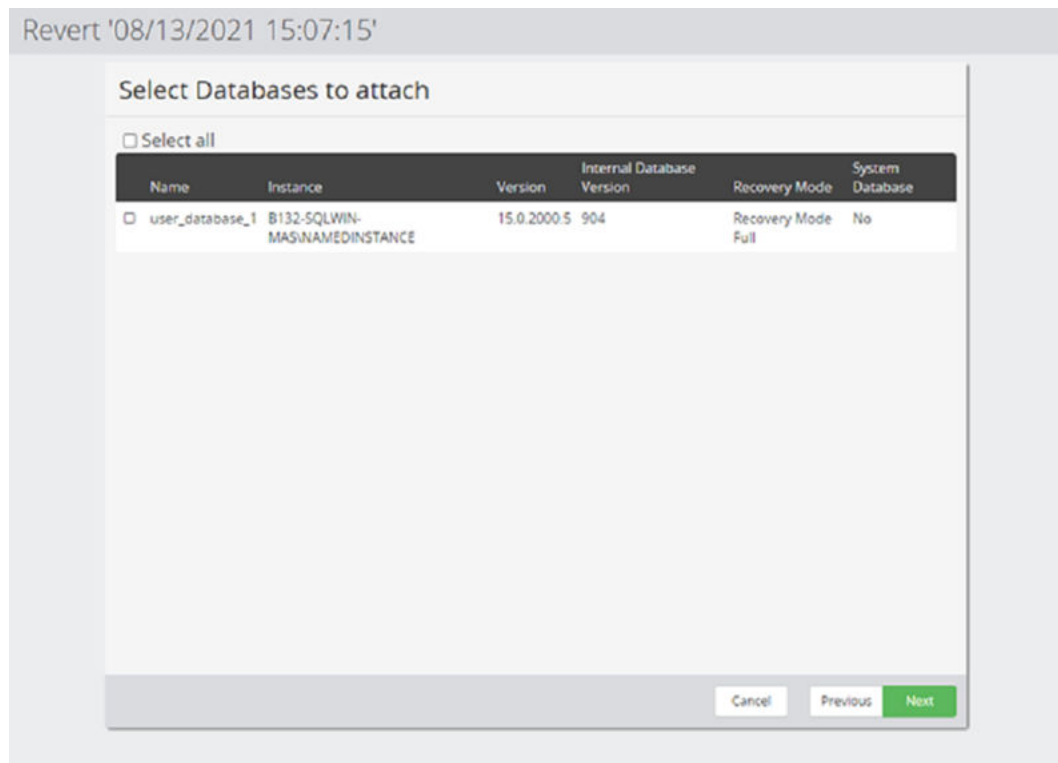 Revert '08/13/2021 15:07:15'
Select Databases to attach
Select all
Name Instance Version Internal Database Version Recovery Mode System Database
user_database_1 B132-SQLWIN-MAS\NAMEDINSTANCE 15.0.2000.5 904 Recovery Mode Full No
Cancel Previous Next